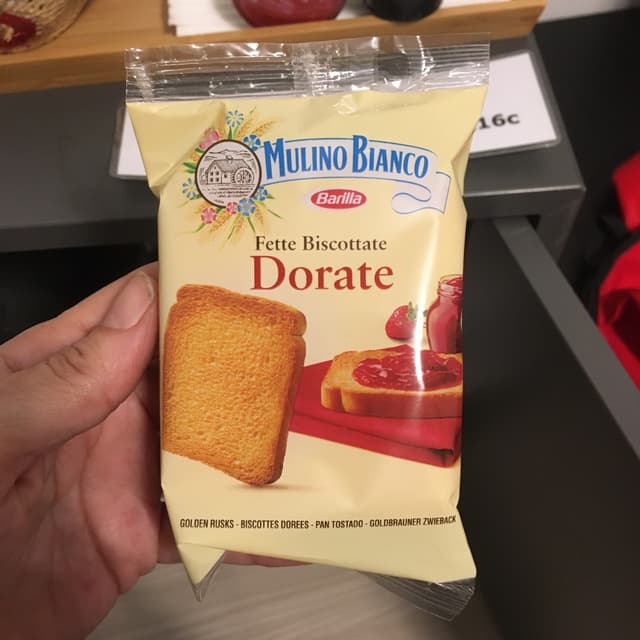 MULINO BIANCO
Barilla
Fette Biscottate
Dorate
GOLDEN RUSKS - BISCOTTES DOREES - PAN TOSTADO - GOLDBRAUNER ZWIEBACK
16c